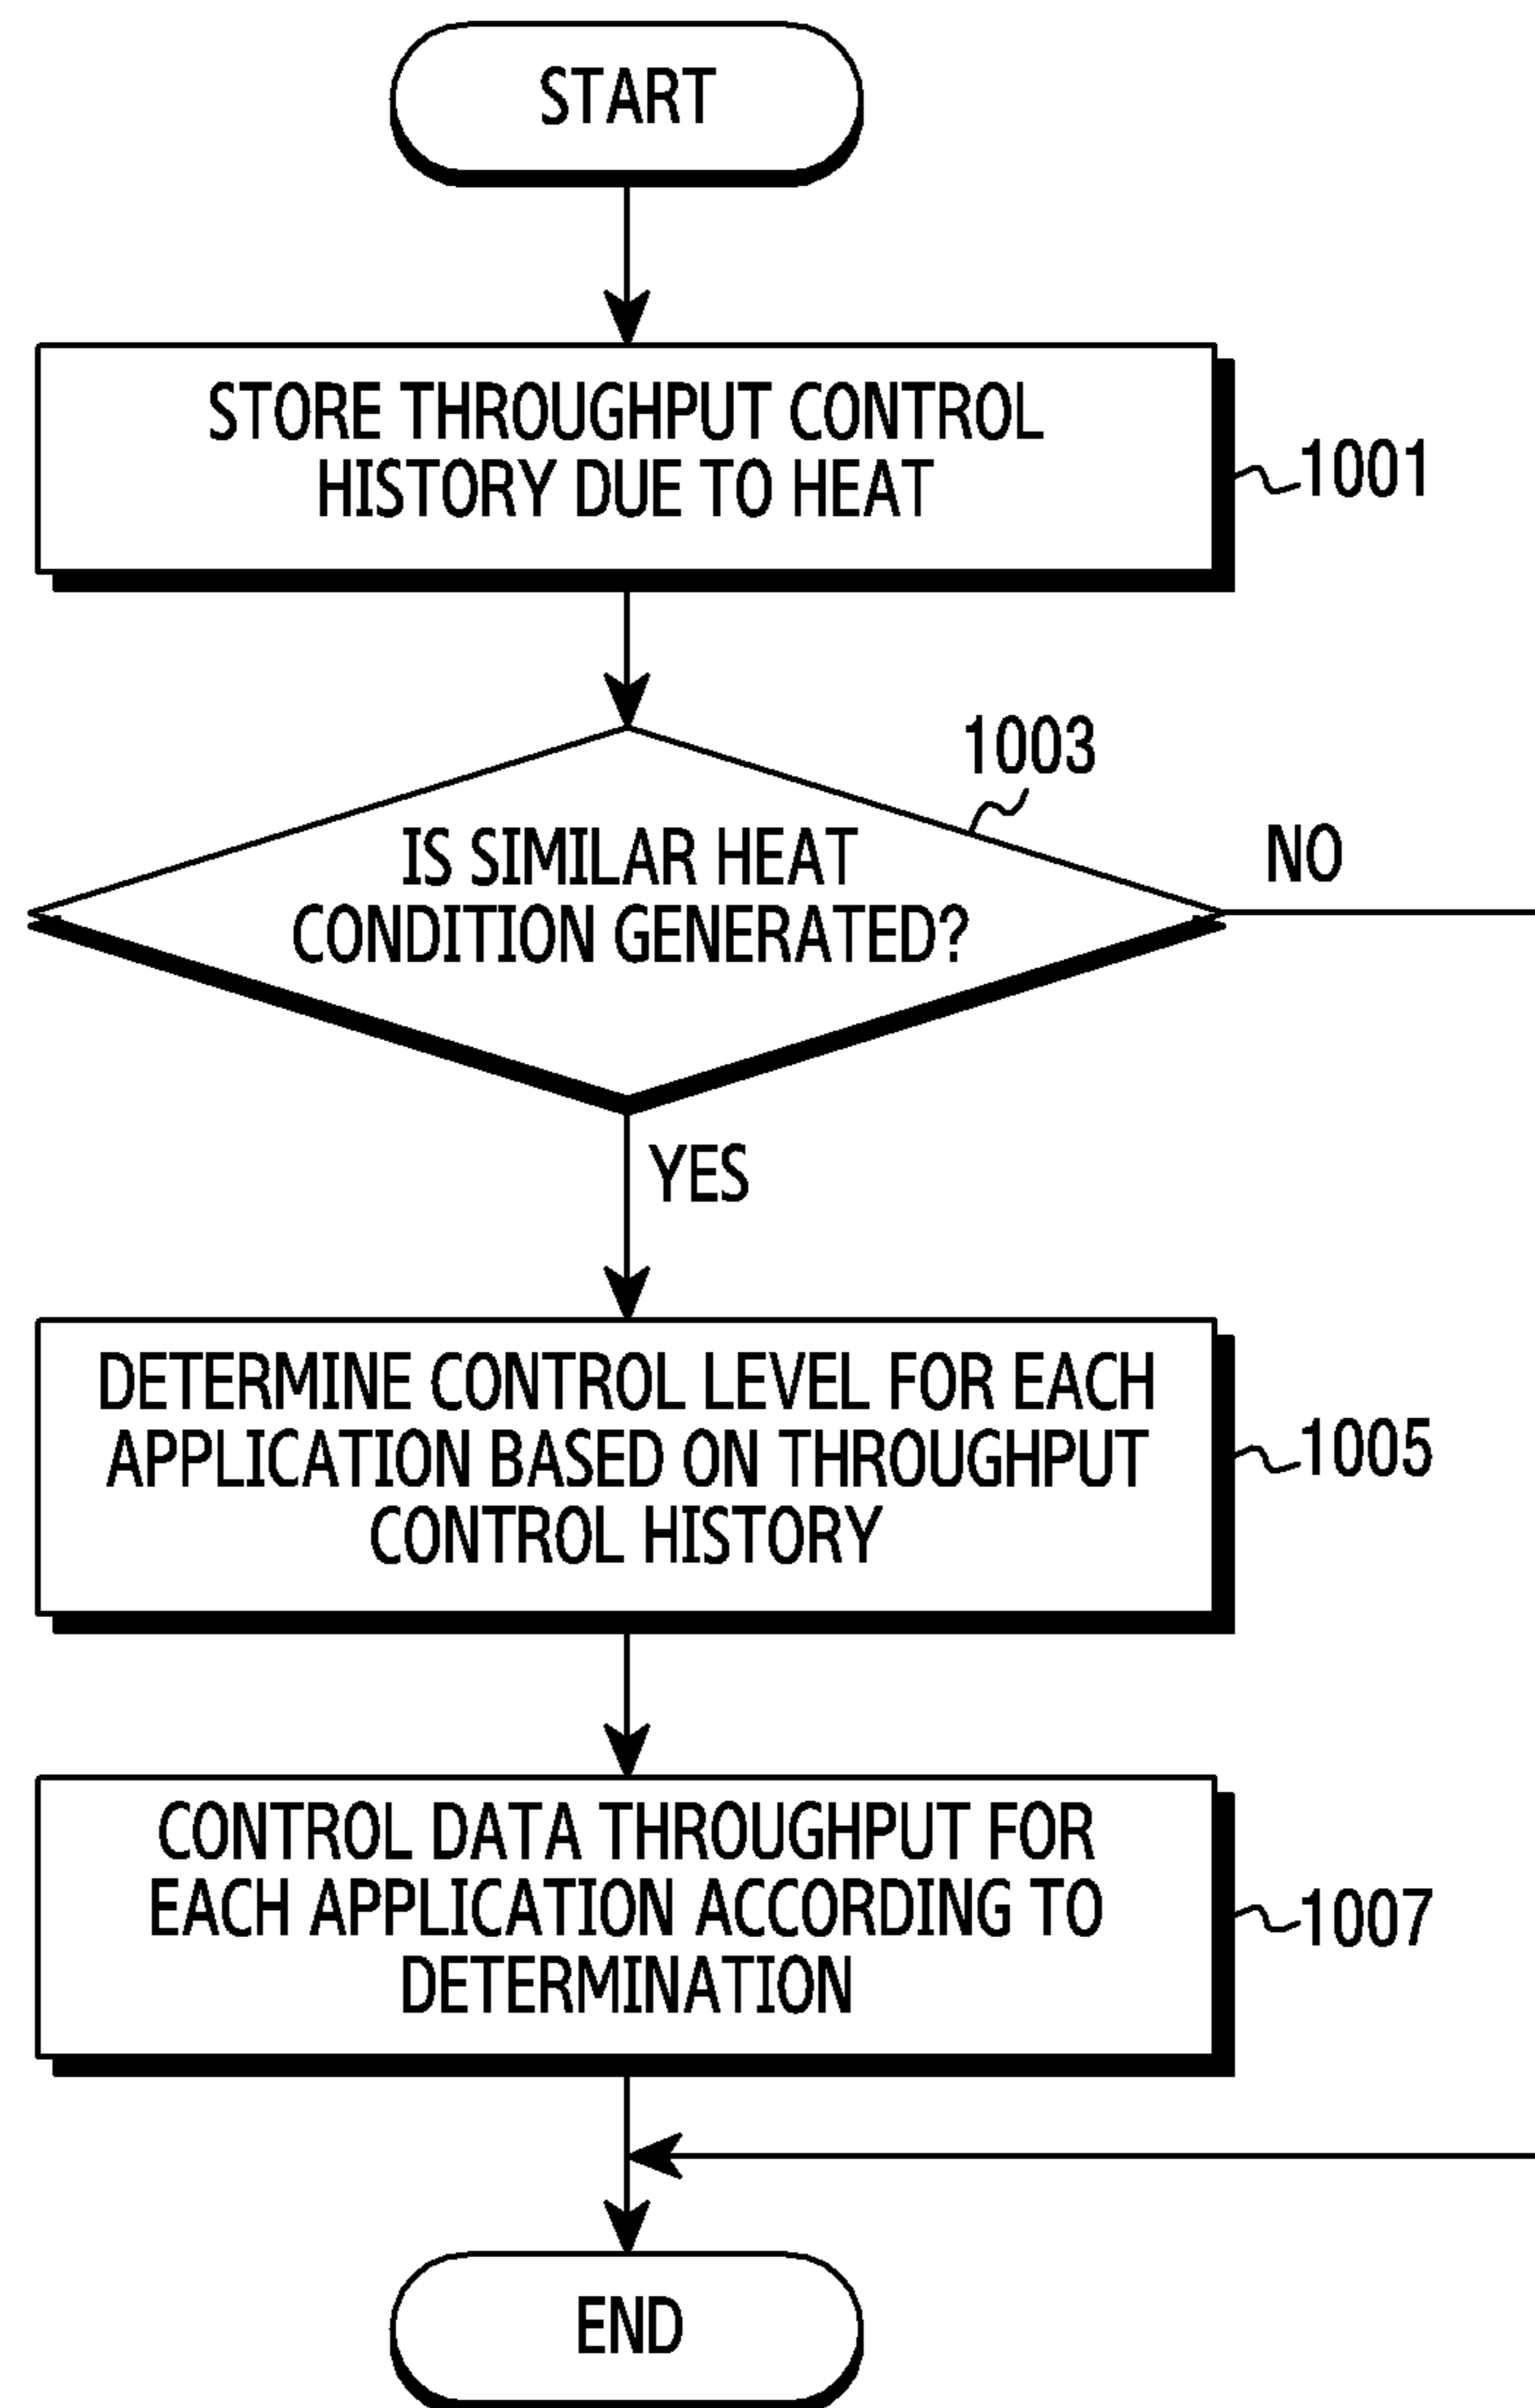 START
STORE THROUGHPUT CONTROL
HISTORY DUE TO HEAT
1001
1003
IS SIMILAR HEAT
CONDITION GENERATED?
NO
YES
DETERMINE CONTROL LEVEL FOR EACH
APPLICATION BASED ON THROUGHPUT
CONTROL HISTORY
1005
CONTROL DATA THROUGHPUT FOR
EACH APPLICATION ACCORDING TO
DETERMINATION
1007
END